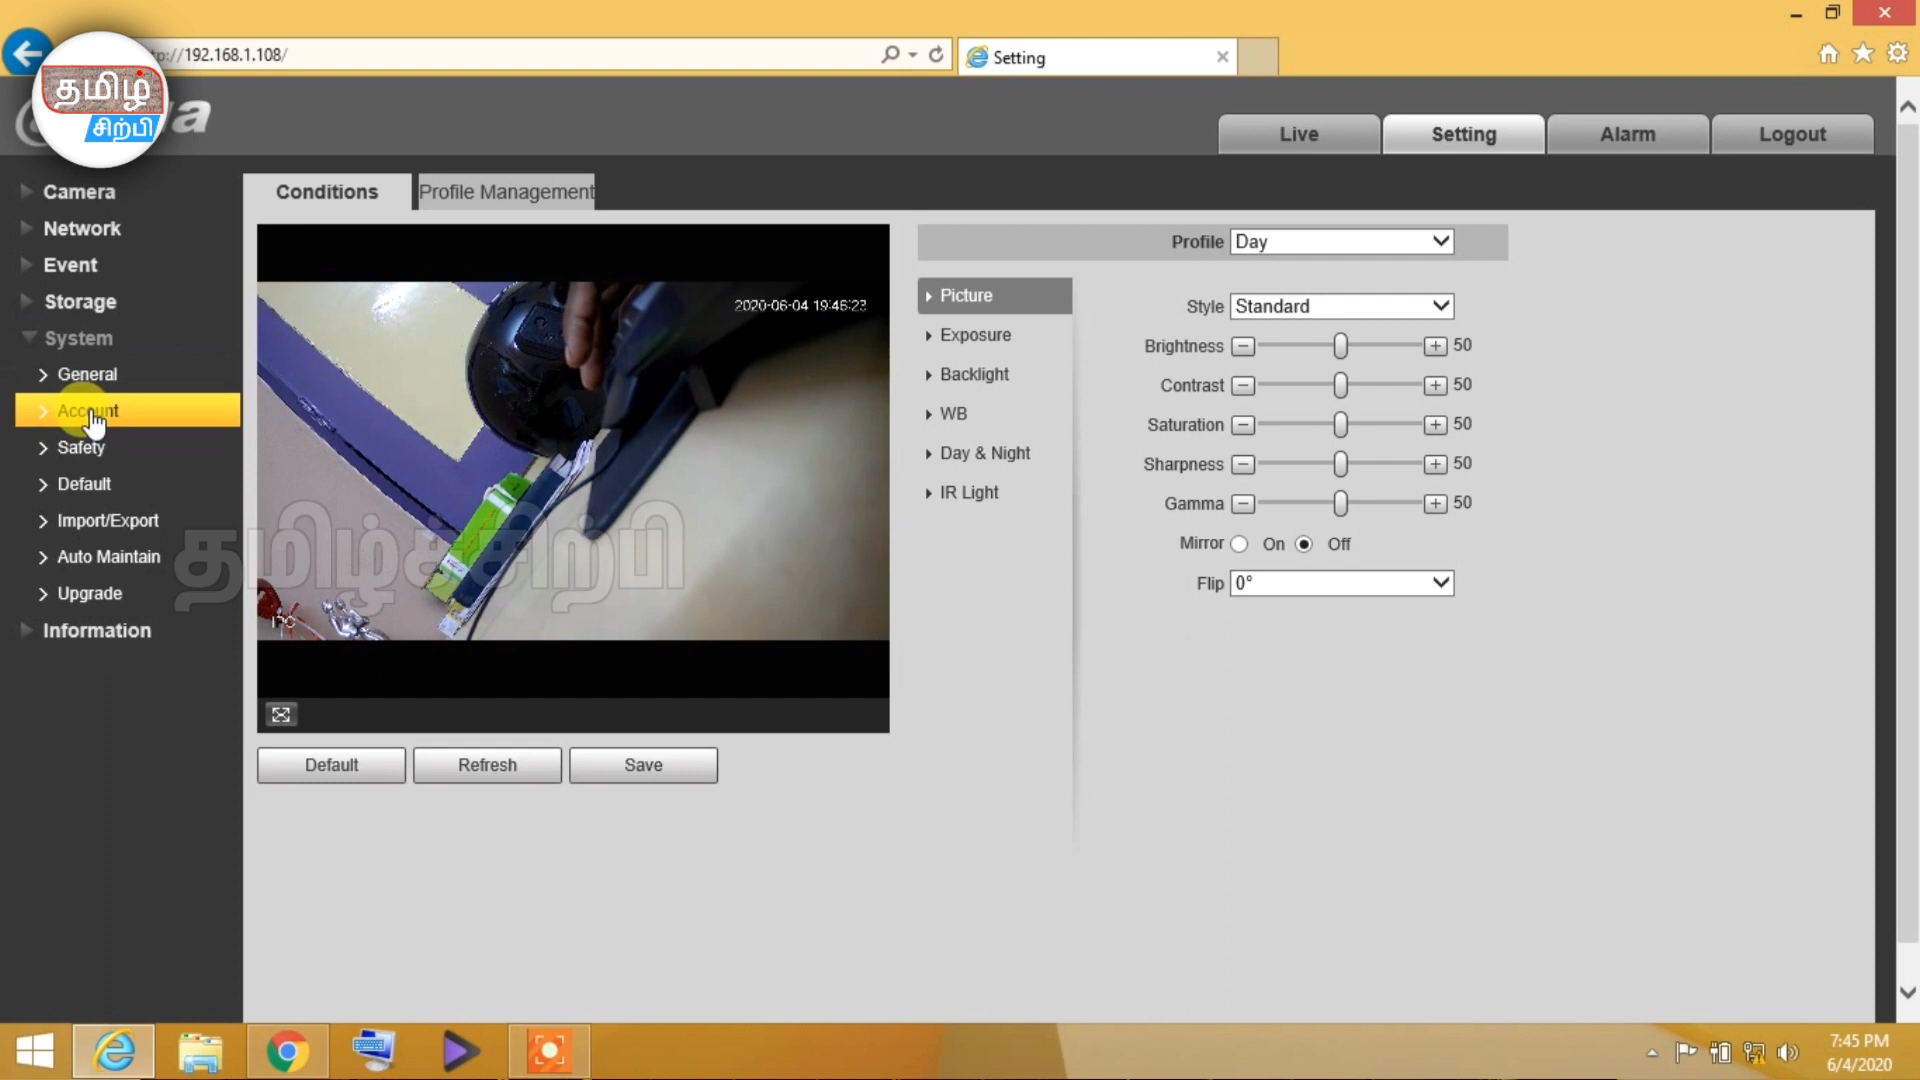 tp://192.168.1.108/
Setting
தமிழ்
சிற்பி
a
Live
Setting
Alarm
Logout
Camera
Network
Event
Storage
System
General
Account
Safety
Default
Import/Export
Auto Maintain
Upgrade
Information
Conditions
Profile Management
2020-06-04 19:46:23
தமிழ்ச்சிற்பி
IPC
Default
Refresh
Save
Profile Day
Picture
Exposure
Backlight
WB
Day & Night
IR Light
Style Standard
Brightness 50
Contrast 50
Saturation 50
Sharpness 50
Gamma 50
Mirror On Off
Flip 0°
7:45 PM
6/4/2020